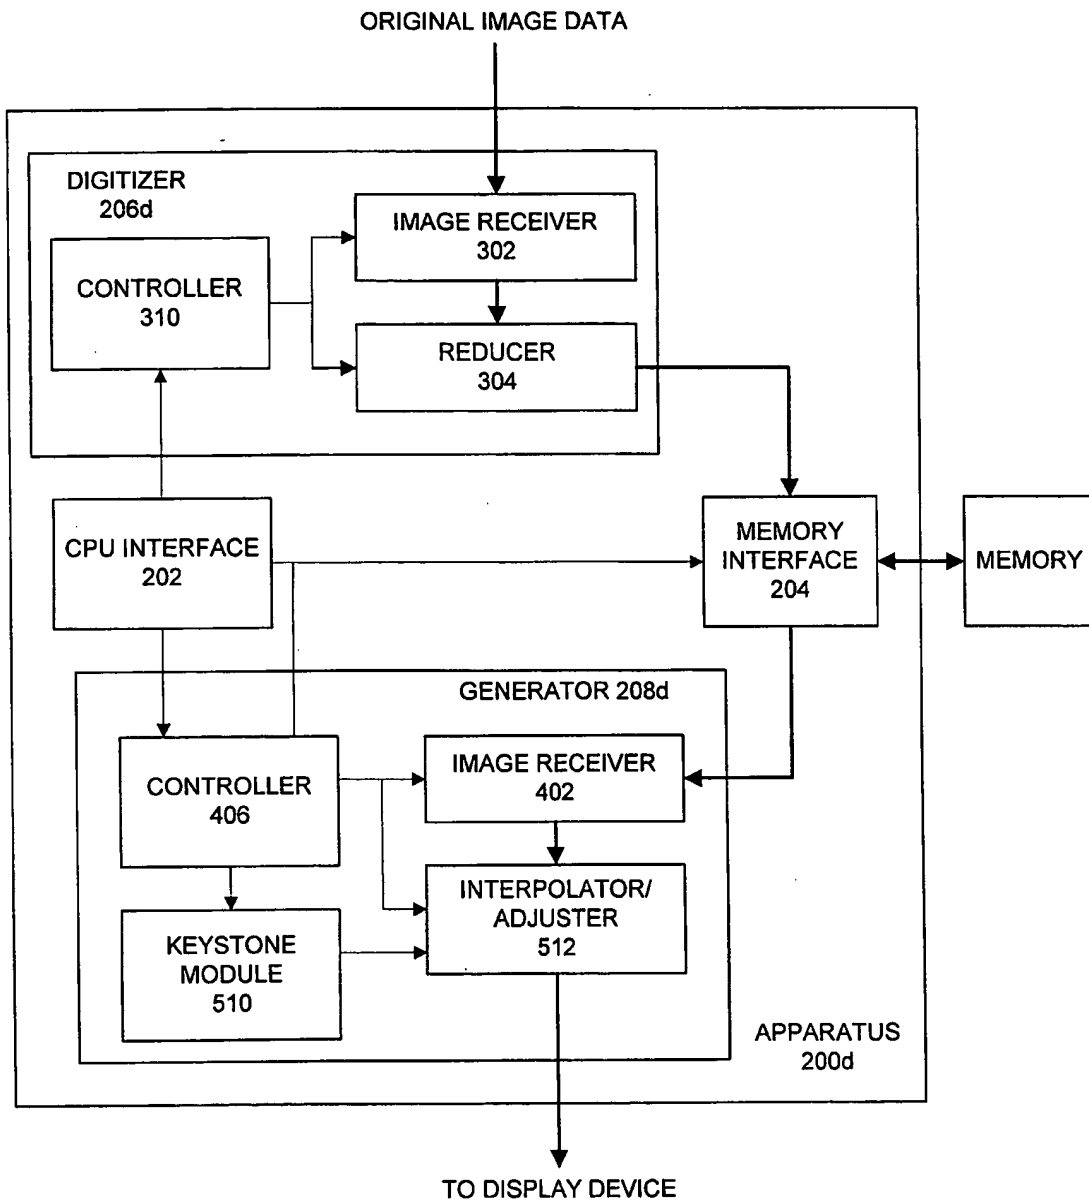 ORIGINAL IMAGE DATA
DIGITIZER
206d
IMAGE RECEIVER
302
CONTROLLER
310
REDUCER
304
CPU INTERFACE
202
MEMORY
INTERFACE
204
MEMORY
GENERATOR 208d
CONTROLLER
406
IMAGE RECEIVER
402
INTERPOLATOR/
ADJUSTER
512
KEYSTONE
MODULE
510
APPARATUS
200d
TO DISPLAY DEVICE